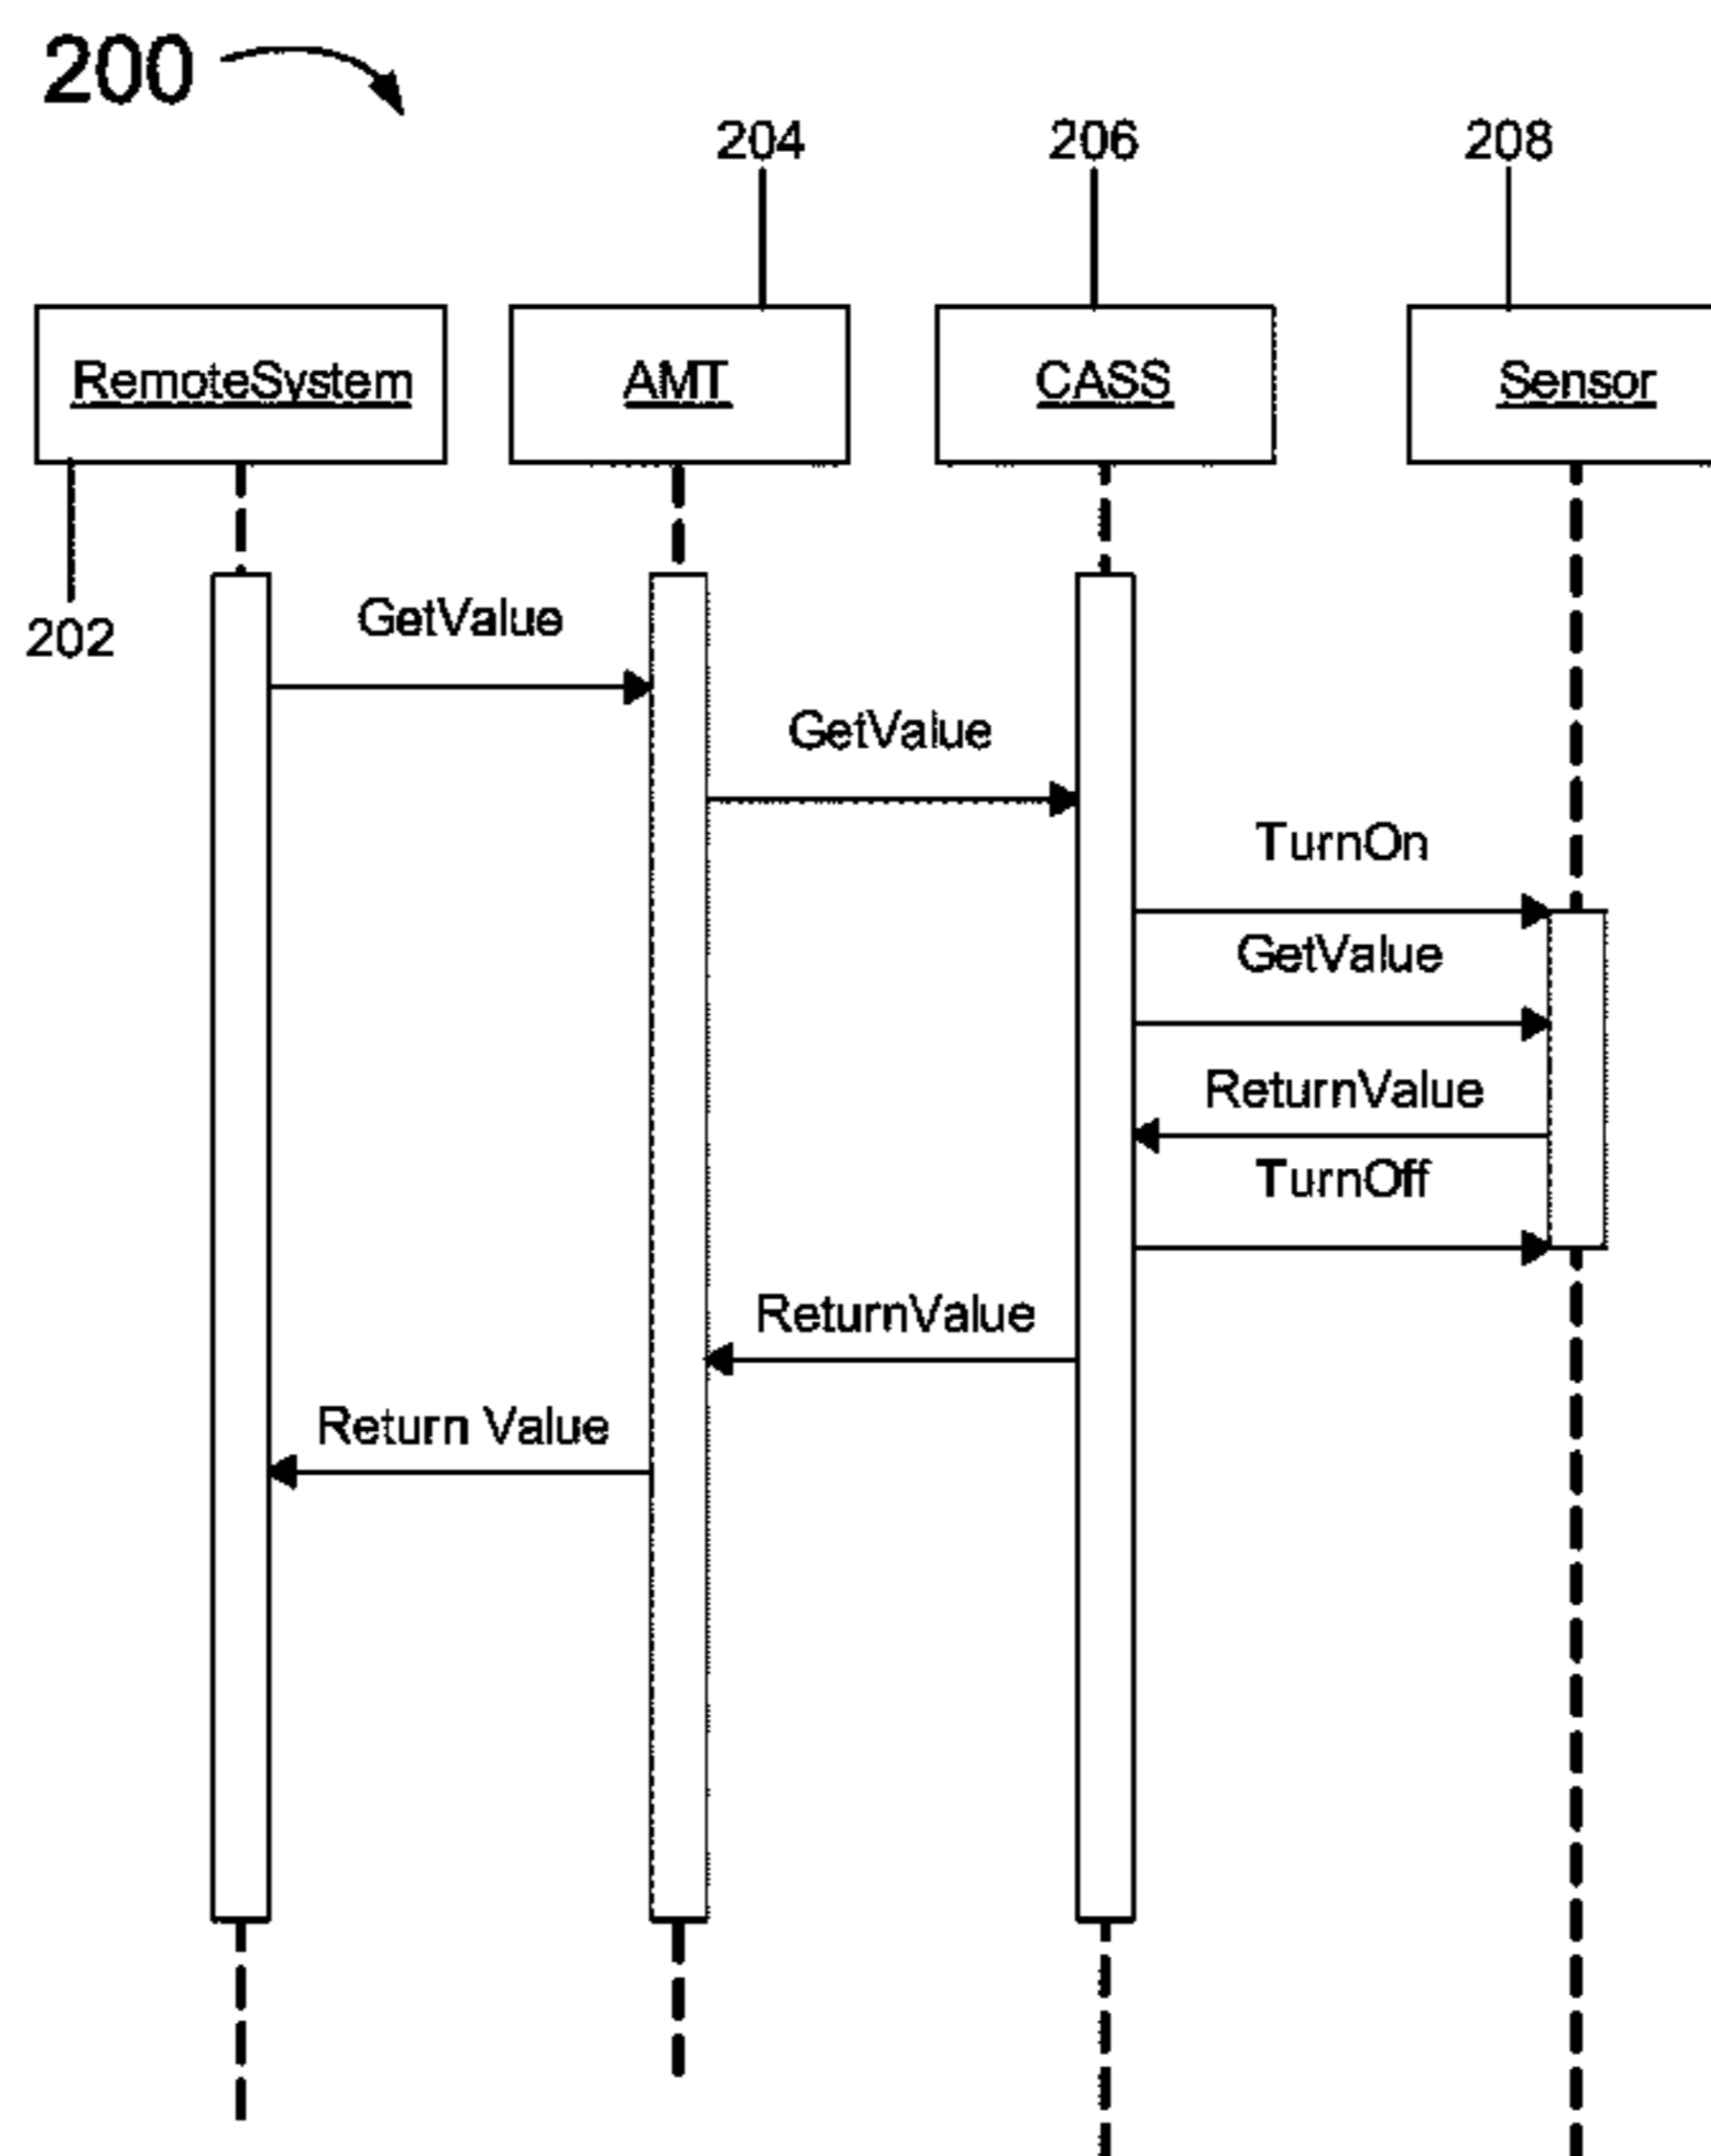 200
204
206
208
RemoteSystem
AMT
CASS
Sensor
202
GetValue
GetValue
TurnOn
GetValue
ReturnValue
TurnOff
ReturnValue
Return Value